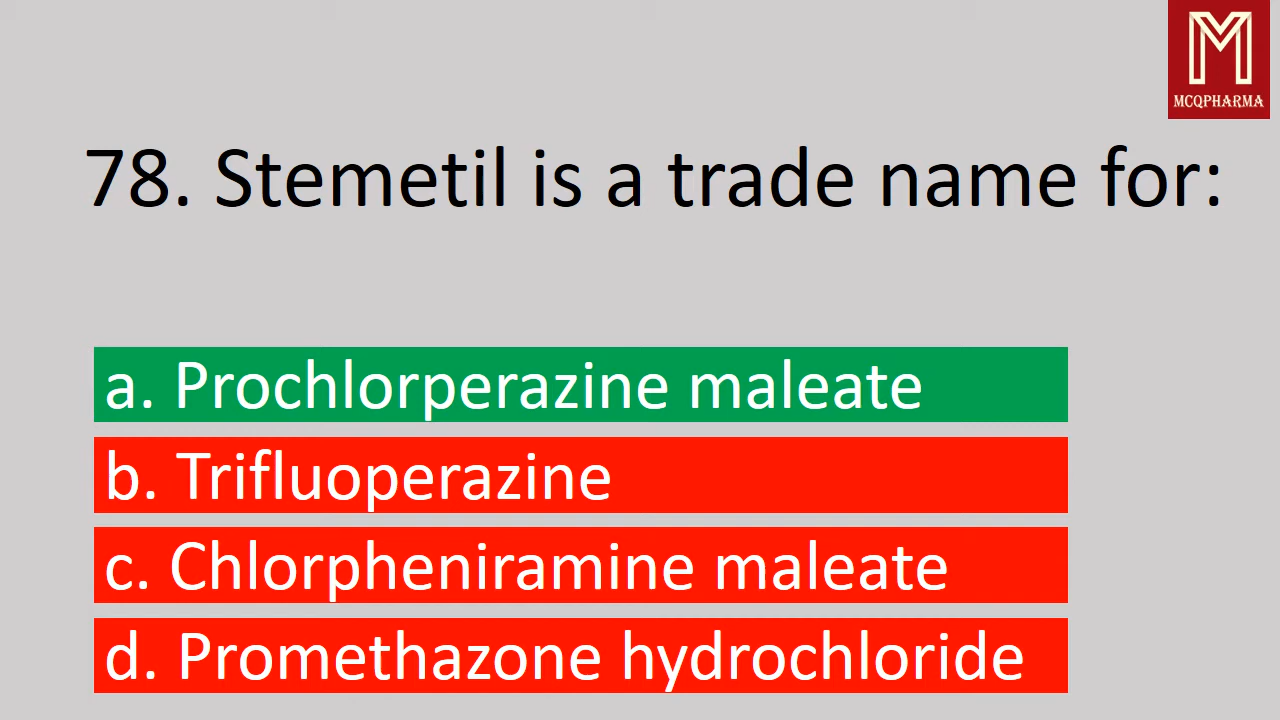 M
MCQPHARMA
78. Stemetil is a trade name for:
a. Prochlorperazine maleate
b. Trifluoperazine
c. Chlorpheniramine maleate
d. Promethazone hydrochloride